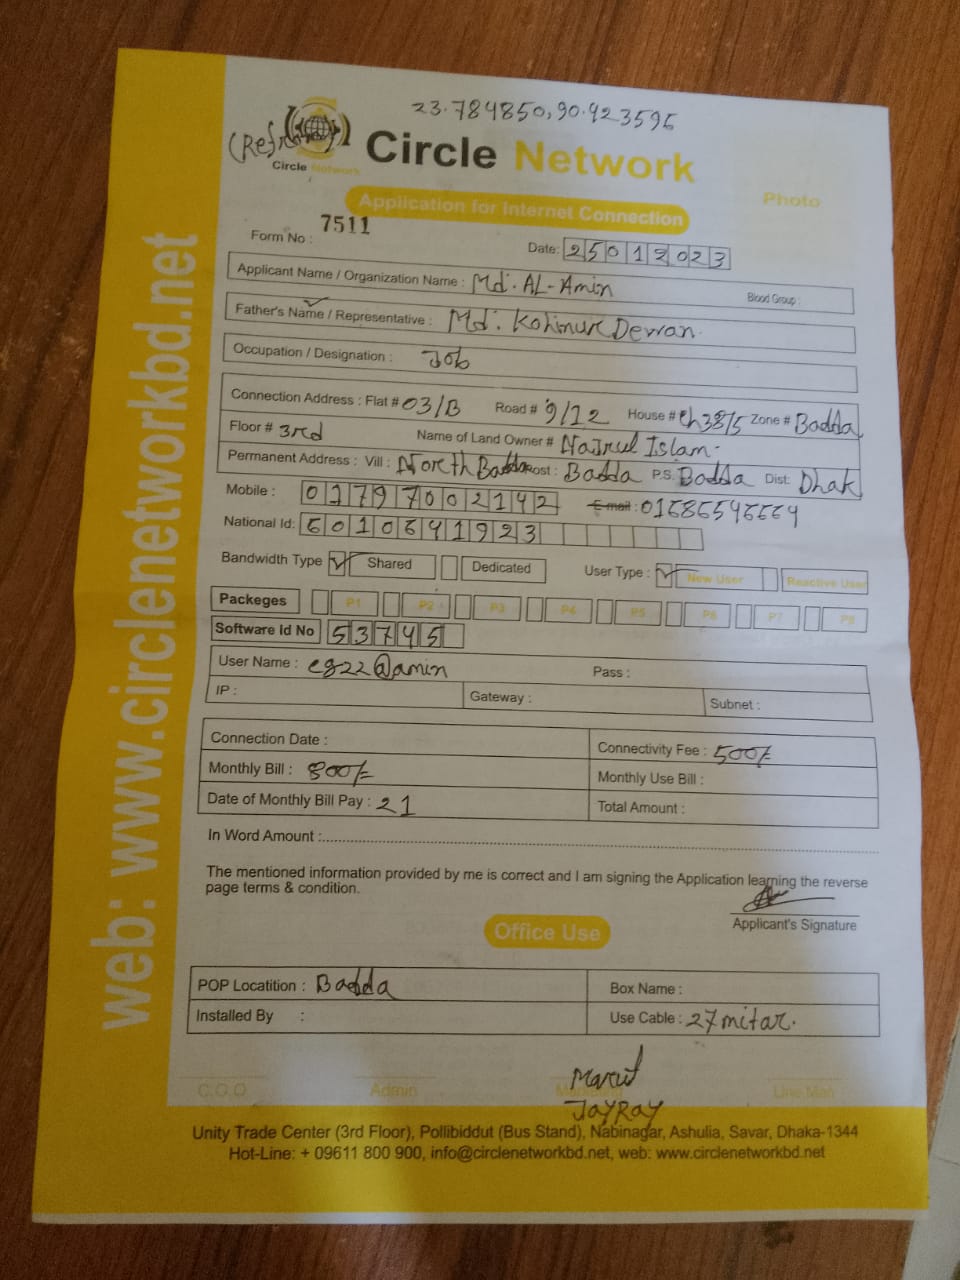 23.784850, 90.423596
Circle Network
Circle Network
Photo
Application for Internet Connection
Form No : 7511
Date: 25012023
Applicant Name / Organization Name : Md. AL-Amin
Blood Group :
Father's Name / Representative : Md. Kohinur Dewan.
Occupation / Designation : Job
Connection Address : Flat # 03/B Road # 9/12 House # Zone # Badda
Floor # 3rd Name of Land Owner # Islam.
Permanent Address : Vill : North Badda Post : Badda P.S. Badda Dist: Dhak
Mobile : 01797002142 E-mail :
National Id: 6010641923
Bandwidth Type Shared Dedicated User Type : New User Reactive User
Packeges P1 P2 P3 P4 P5 P6 P7 P8
Software Id No 53745
User Name : eg22@amin Pass :
IP : Gateway : Subnet :
Connection Date : Connectivity Fee : 500/-
Monthly Bill : 800/- Monthly Use Bill :
Date of Monthly Bill Pay : 21 Total Amount :
In Word Amount :
The mentioned information provided by me is correct and I am signing the Application learning the reverse
page terms & condition.
Applicant's Signature
Office Use
POP Locatition : Badda Box Name :
Installed By : Use Cable : 27 mitar.
C.O.O Admin Line Man
JAYRAY
Unity Trade Center (3rd Floor), Pollibiddut (Bus Stand), Nabinagar, Ashulia, Savar, Dhaka-1344
Hot-Line: + 09611 800 900, info@circlenetworkbd.net, web: www.circlenetworkbd.net
web: www.circlenetworkbd.net